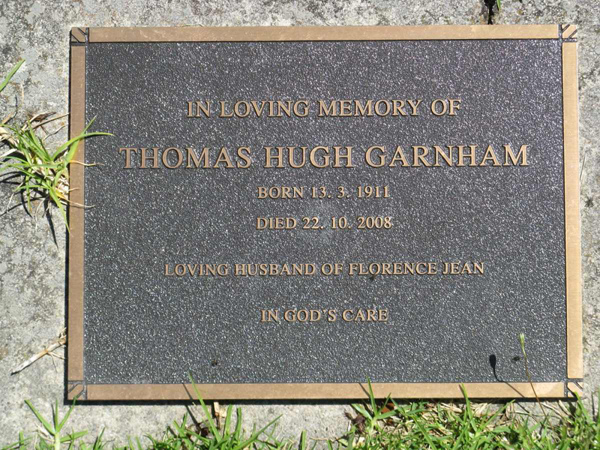 IN LOVING MEMORY OF
THOMAS HUGH GARNHAM
BORN 13. 3. 1911
DIED 22. 10. 2008
LOVING HUSBAND OF FLORENCE JEAN
IN GOD'S CARE